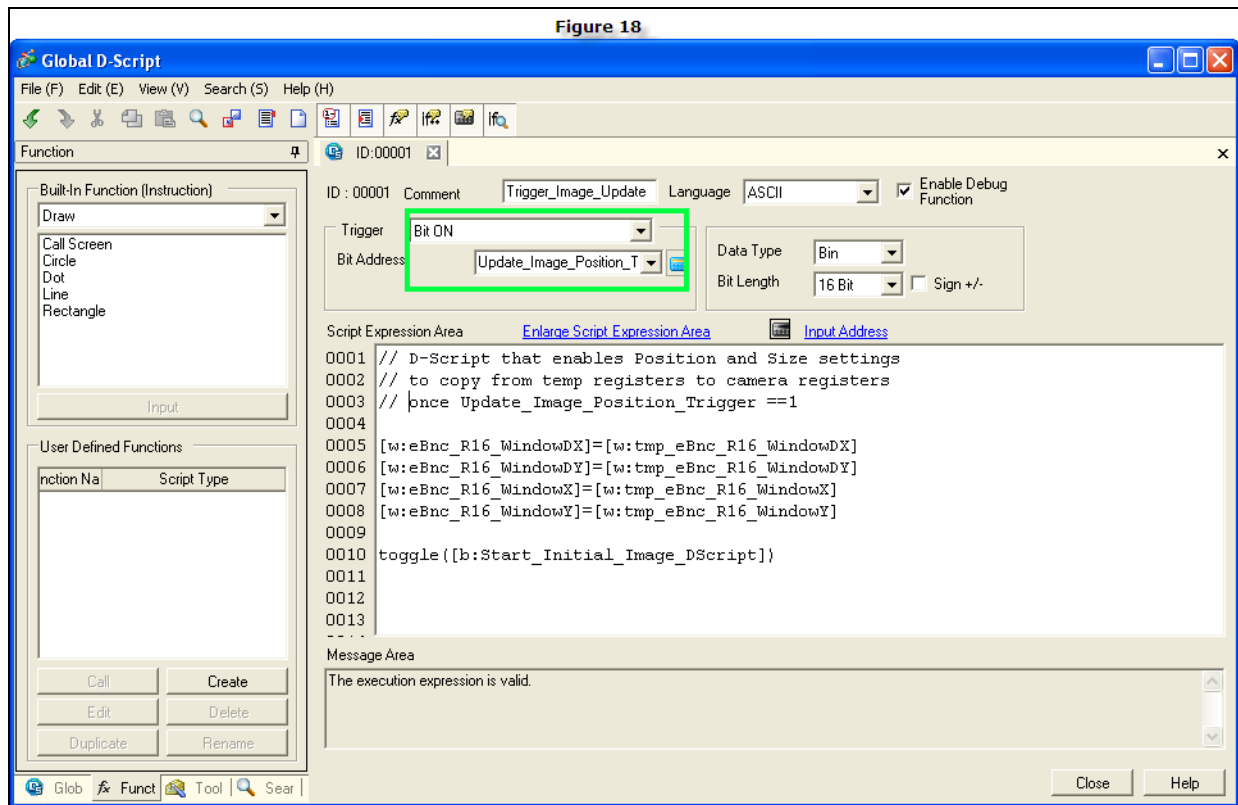 Figure 18
Global D-Script
File (F) Edit (E) View (V) Search (S) Help (H)
Function
ID:00001
Built-In Function (Instruction)
Draw
Call Screen
Circle
Dot
Line
Rectangle
Input
User Defined Functions
nction Na Script Type
Call Create
Edit Delete
Duplicate Rename
Glob Funct Tool Sear
ID : 00001 Comment Trigger_Image_Update Language ASCII Enable Debug Function
Trigger Bit ON
Bit Address Update_Image_Position_T
Data Type Bin
Bit Length 16 Bit Sign +/-
Script Expression Area Enlarge Script Expression Area Input Address
0001 // D-Script that enables Position and Size settings
0002 // to copy from temp registers to camera registers
0003 // once Update_Image_Position_Trigger ==1
0004
0005 [w:eBnc_R16_WindowDX]=[w:tmp_eBnc_R16_WindowDX]
0006 [w:eBnc_R16_WindowDY]=[w:tmp_eBnc_R16_WindowDY]
0007 [w:eBnc_R16_WindowX]=[w:tmp_eBnc_R16_WindowX]
0008 [w:eBnc_R16_WindowY]=[w:tmp_eBnc_R16_WindowY]
0009
0010 toggle([b:Start_Initial_Image_DScript])
0011
0012
0013
Message Area
The execution expression is valid.
Close Help